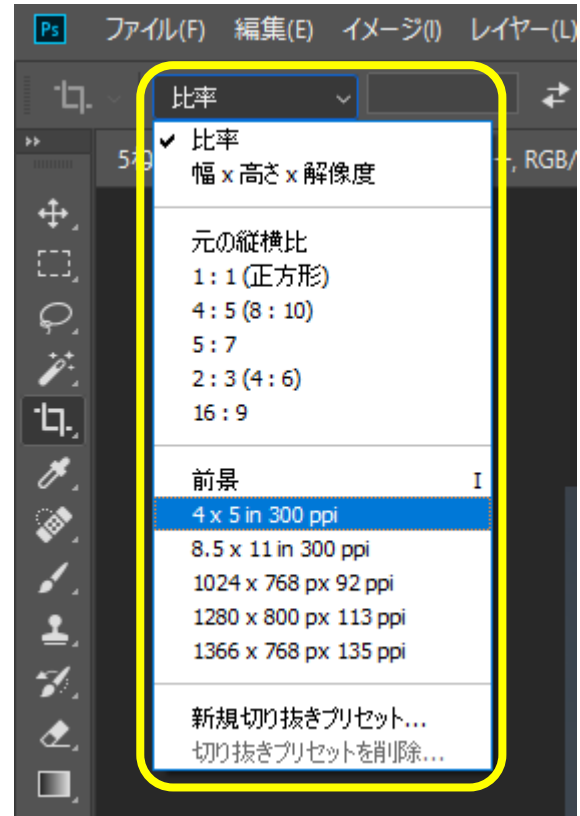 Ps ファイル(F) 編集(E) イメージ(I) レイヤー(L)
比率
5
, RGB/
✓ 比率
幅 x 高さ x 解像度
元の縦横比
1 : 1 (正方形)
4 : 5 (8 : 10)
5 : 7
2 : 3 (4 : 6)
16 : 9
前景 I
4 x 5 in 300 ppi
8.5 x 11 in 300 ppi
1024 x 768 px 92 ppi
1280 x 800 px 113 ppi
1366 x 768 px 135 ppi
新規切り抜きプリセット...
切り抜きプリセットを削除...